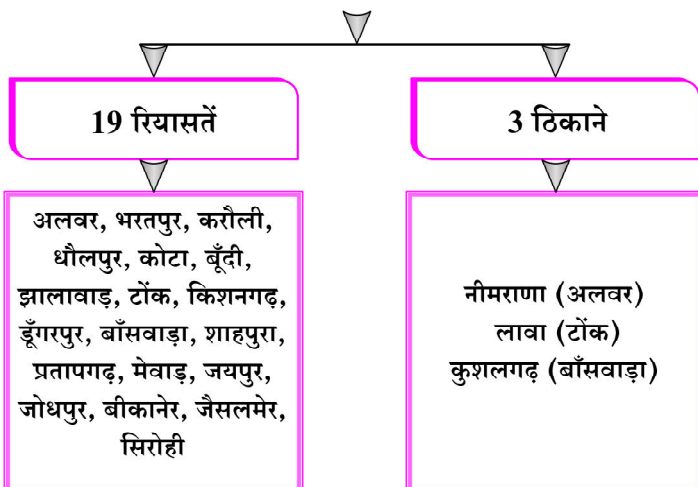 19 रियासतें
अलवर, भरतपुर, करौली,
धौलपुर, कोटा, बूँदी,
झालावाड़, टोंक, किशनगढ़,
डूँगरपुर, बाँसवाड़ा, शाहपुरा,
प्रतापगढ़, मेवाड़, जयपुर,
जोधपुर, बीकानेर, जैसलमेर,
सिरोही
3 ठिकाने
नीमराणा (अलवर)
लावा (टोंक)
कुशलगढ़ (बाँसवाड़ा)